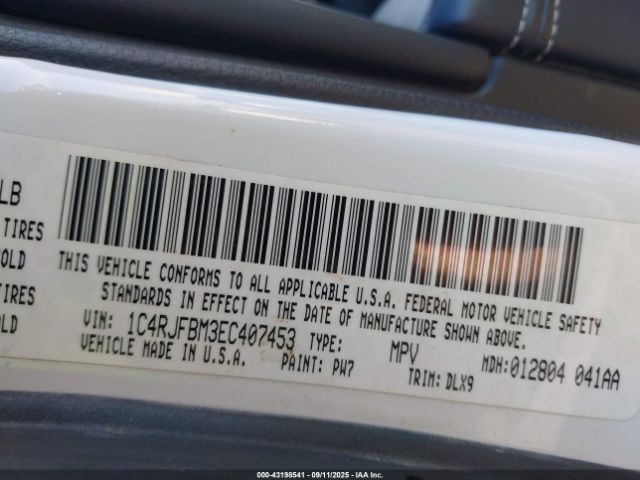 LB
TIRES
OLD
TIRES
OLD
THIS VEHICLE CONFORMS TO ALL APPLICABLE U.S.A. FEDERAL MOTOR VEHICLE SAFETY
STANDARDS IN EFFECT ON THE DATE OF MANUFACTURE SHOWN ABOVE.
VIN: 1C4RJFBM3EC407453 TYPE: MPV MDH:012804 041AA
VEHICLE MADE IN U.S.A. PAINT: PW7 TRIM: DLX9
000-43198541 - 09/11/2025 - IAA Inc.